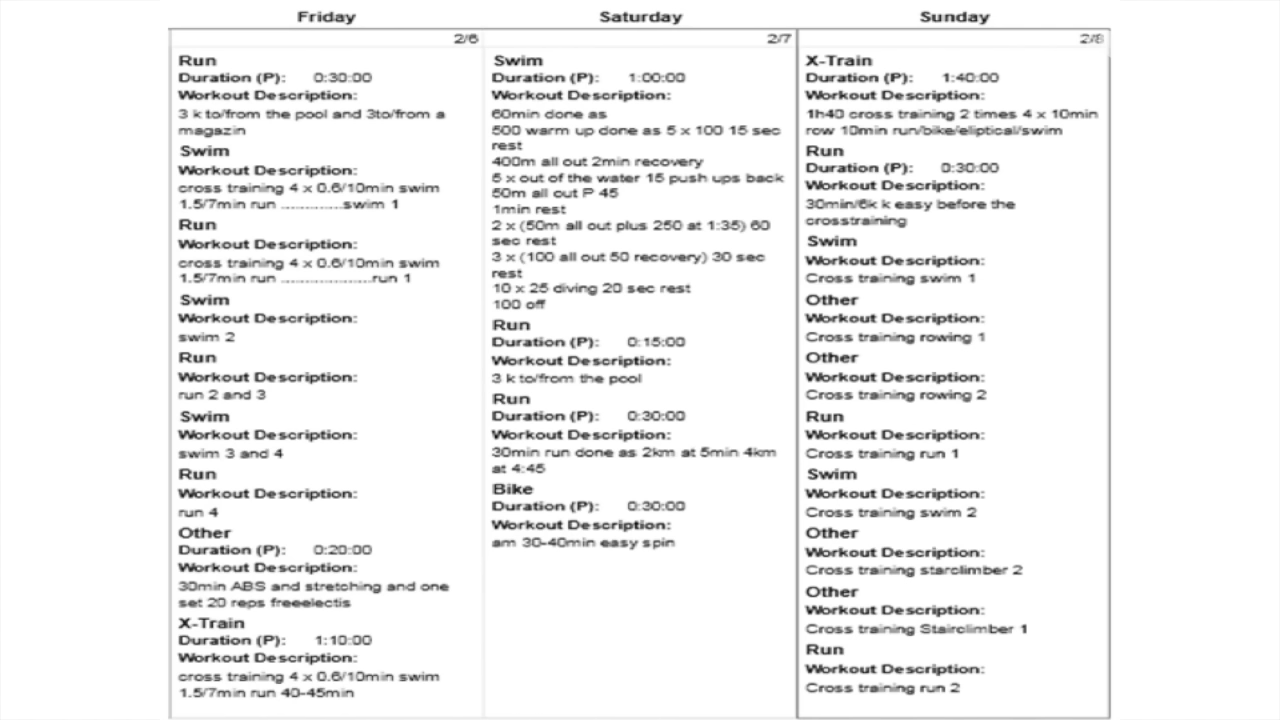 Friday
2/6
Run
Duration (P): 0:30:00
Workout Description:
3 k to/from the pool and 3to/from a
magazin
Swim
Workout Description:
cross training 4 x 0.6/10min swim
1.5/7min run ...............swim 1
Run
Workout Description:
cross training 4 x 0.6/10min swim
1.5/7min run ......................run 1
Swim
Workout Description:
swim 2
Run
Workout Description:
run 2 and 3
Swim
Workout Description:
swim 3 and 4
Run
Workout Description:
run 4
Other
Duration (P): 0:20:00
Workout Description:
30min ABS and stretching and one
set 20 reps freeelectis
X-Train
Duration (P): 1:10:00
Workout Description:
cross training 4 x 0.6/10min swim
1.5/7min run 40-45min
Saturday
2/7
Swim
Duration (P): 1:00:00
Workout Description:
60min done as
500 warm up done as 5 x 100 15 sec
rest
400m all out 2min recovery
5 x out of the water 15 push ups back
50m all out P 45
1min rest
2 x (50m all out plus 250 at 1:35) 60
sec rest
3 x (100 all out 50 recovery) 30 sec
rest
10 x 25 diving 20 sec rest
100 off
Run
Duration (P): 0:15:00
Workout Description:
3 k to/from the pool
Run
Duration (P): 0:30:00
Workout Description:
30min run done as 2km at 5min 4km
at 4:45
Bike
Duration (P): 0:30:00
Workout Description:
am 30-40min easy spin
Sunday
2/8
X-Train
Duration (P): 1:40:00
Workout Description:
1h40 cross training 2 times 4 x 10min
row 10min run/bike/eliptical/swim
Run
Duration (P): 0:30:00
Workout Description:
30min/6k k easy before the
crosstraining
Swim
Workout Description:
Cross training swim 1
Other
Workout Description:
Cross training rowing 1
Other
Workout Description:
Cross training rowing 2
Run
Workout Description:
Cross training run 1
Swim
Workout Description:
Cross training swim 2
Other
Workout Description:
Cross training starclimber 2
Other
Workout Description:
Cross training Stairclimber 1
Run
Workout Description:
Cross training run 2